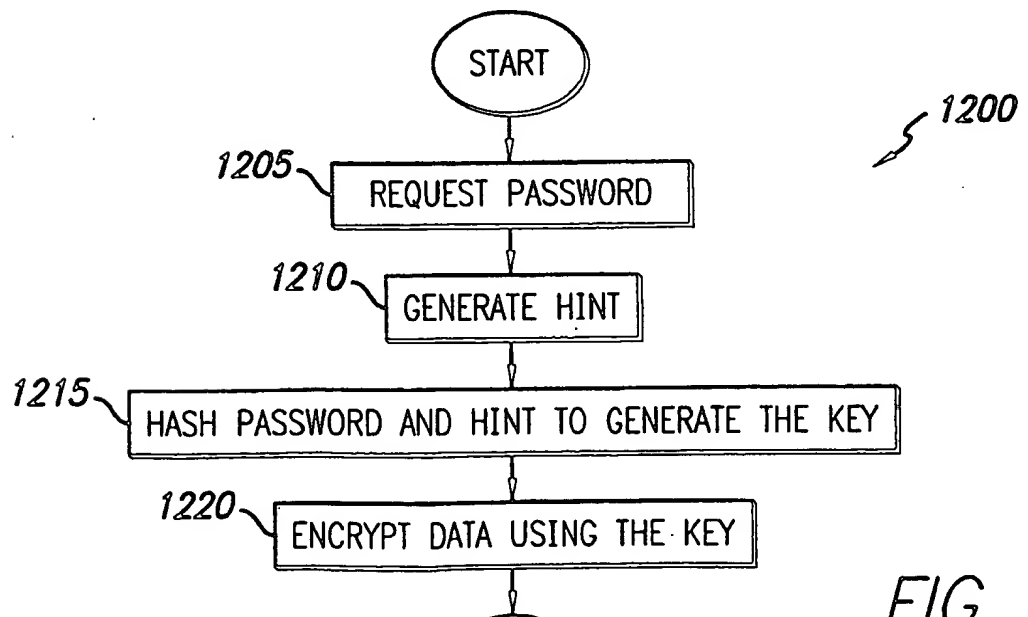 START
1200
1205
REQUEST PASSWORD
1210
GENERATE HINT
1215
HASH PASSWORD AND HINT TO GENERATE THE KEY
1220
ENCRYPT DATA USING THE KEY
FIG